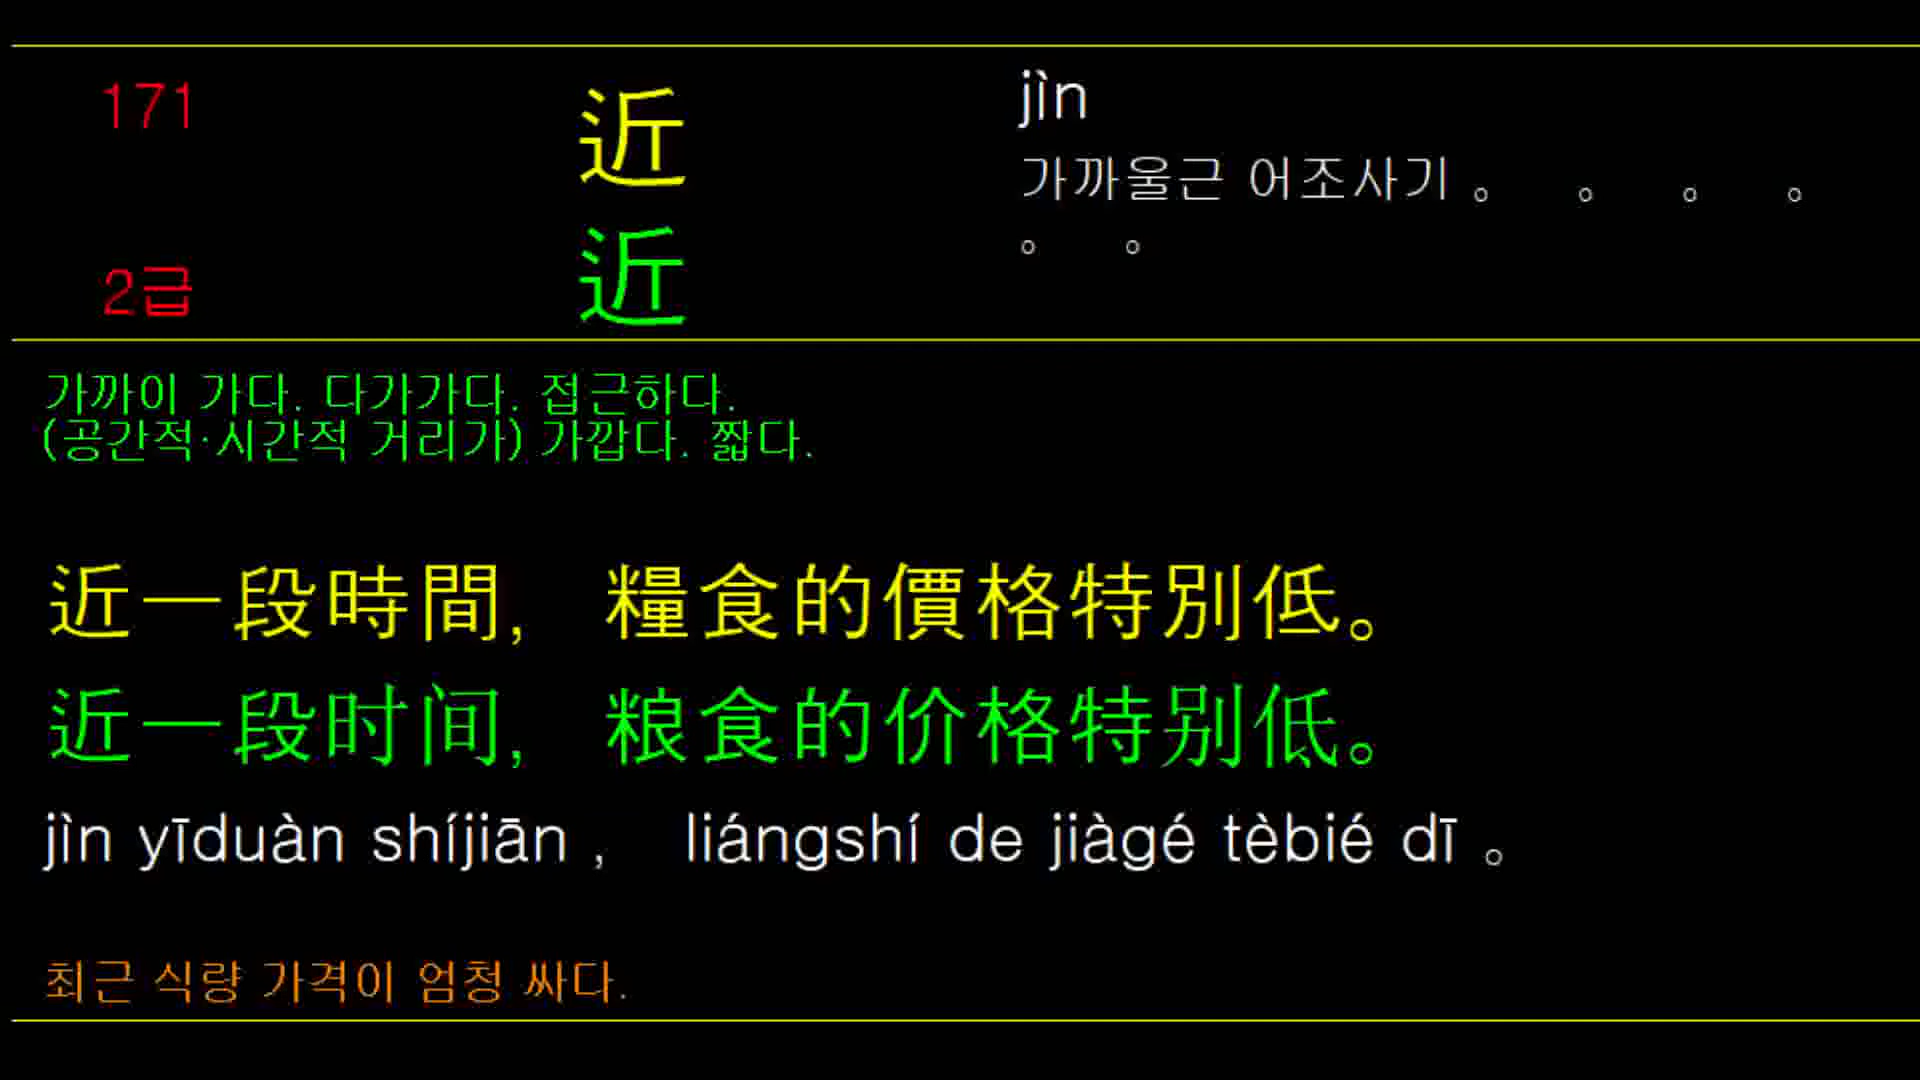 171
近
jìn
가까울근 어조사기 。 。 。 。
。 。
近
2급
가까이 가다. 다가가다. 접근하다.
(공간적·시간적 거리가) 가깝다. 짧다.
近一段時間, 糧食的價格特別低。
近一段时间, 粮食的价格特别低。
jìn yīduàn shíjiān , liángshí de jiàgé tèbié dī 。
최근 식량 가격이 엄청 싸다.